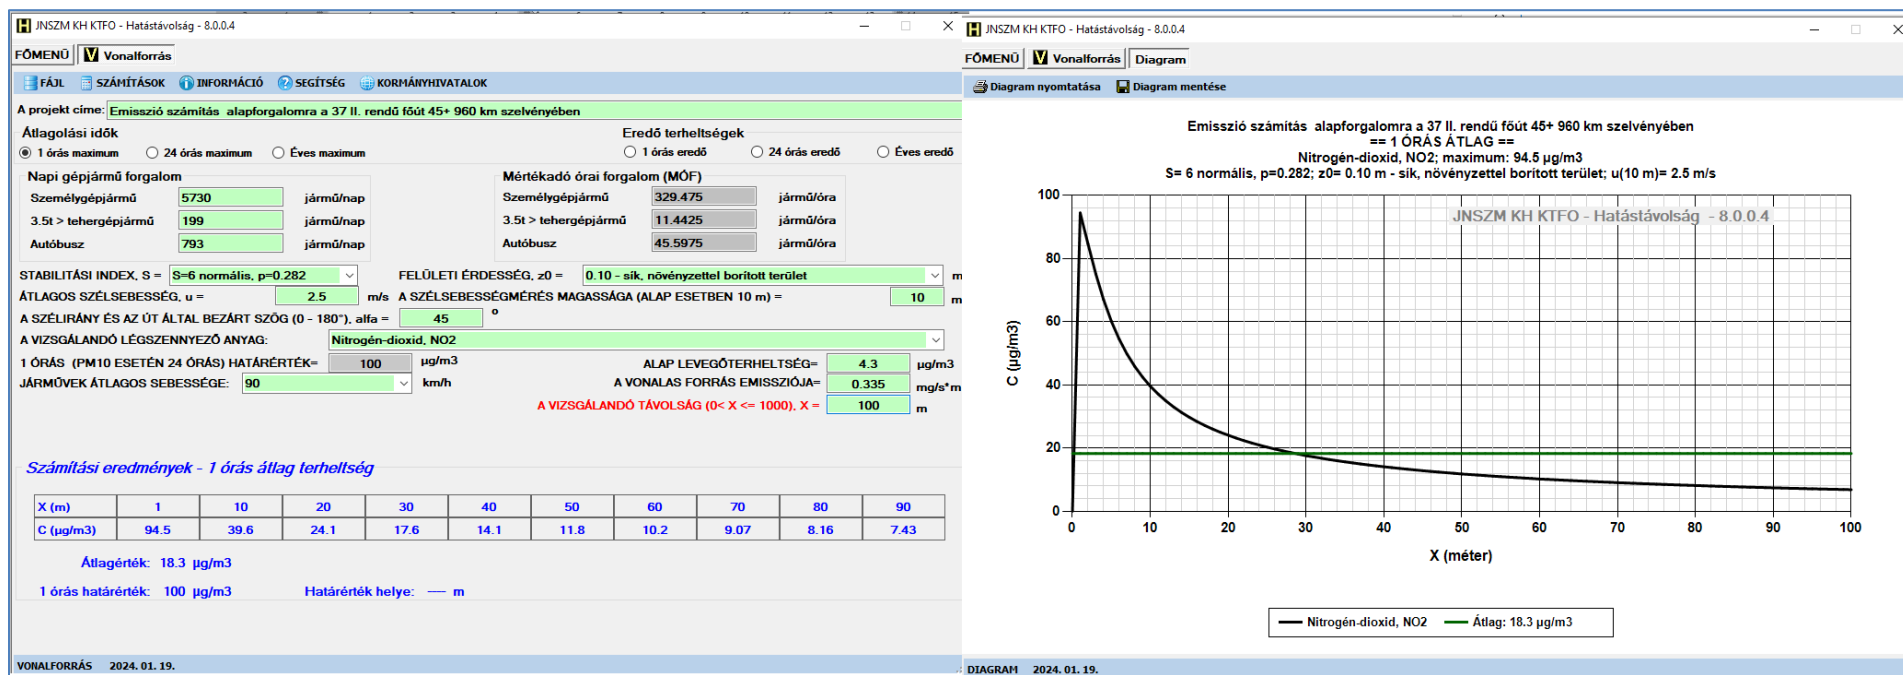 JNSZM KH KTFO - Hatástávolság - 8.0.0.4
FŐMENÜ V Vonalforrás
FÁJL SZÁMÍTÁSOK INFORMÁCIÓ SEGÍTSÉG KORMÁNYHIVATALOK
A projekt címe: Emisszió számítás alapforgalomra a 37 II. rendű főút 45+ 960 km szelvényében
Átlagolási idők Eredő terheltségek
1 órás maximum 24 órás maximum Éves maximum 1 órás eredő 24 órás eredő Éves eredő
Napi gépjármű forgalom Mértékadó órai forgalom (MÓF)
Személygépjármű 5730 jármű/nap Személygépjármű 329.475 jármű/óra
3.5t > tehergépjármű 199 jármű/nap 3.5t > tehergépjármű 11.4425 jármű/óra
Autóbusz 793 jármű/nap Autóbusz 45.5975 jármű/óra
STABILITÁSI INDEX, S = S=6 normális, p=0.282 FELÜLETI ÉRDESSÉG, z0 = 0.10 - sík, növényzettel borított terület m
ÁTLAGOS SZÉLSEBESSÉG, u = 2.5 m/s A SZÉLSEBESSÉGMÉRÉS MAGASSÁGA (ALAP ESETBEN 10 m) = 10 m
A SZÉLIRÁNY ÉS AZ ÚT ÁLTAL BEZÁRT SZÖG (0 - 180°), alfa = 45 o
A VIZSGÁLANDÓ LÉGSZENNYEZŐ ANYAG: Nitrogén-dioxid, NO2
1 ÓRÁS (PM10 ESETÉN 24 ÓRÁS) HATÁRÉRTÉK= 100 µg/m3 ALAP LEVEGŐTERHELTSÉG= 4.3 µg/m3
JÁRMŰVEK ÁTLAGOS SEBESSÉGE: 90 km/h A VONALAS FORRÁS EMISSZIÓJA= 0.335 mg/s*m
A VIZSGÁLANDÓ TÁVOLSÁG (0< X <= 1000), X = 100 m
Számítási eredmények - 1 órás átlag terheltség
X (m) 1 10 20 30 40 50 60 70 80 90
C (µg/m3) 94.5 39.6 24.1 17.6 14.1 11.8 10.2 9.07 8.16 7.43
Átlagérték: 18.3 µg/m3
1 órás határérték: 100 µg/m3 Határérték helye: --- m
VONALFORRÁS 2024. 01. 19.
JNSZM KH KTFO - Hatástávolság - 8.0.0.4
FŐMENÜ V Vonalforrás Diagram
Diagram nyomtatása Diagram mentése
Emisszió számítás alapforgalomra a 37 II. rendű főút 45+ 960 km szelvényében
== 1 ÓRÁS ÁTLAG ==
Nitrogén-dioxid, NO2; maximum: 94.5 µg/m3
S= 6 normális, p=0.282; z0= 0.10 m - sík, növényzettel borított terület; u(10 m)= 2.5 m/s
JNSZM KH KTFO - Hatástávolság - 8.0.0.4
C (µg/m3)
100
80
60
40
20
0
0 10 20 30 40 50 60 70 80 90 100
X (méter)
Nitrogén-dioxid, NO2 Átlag: 18.3 µg/m3
DIAGRAM 2024. 01. 19.